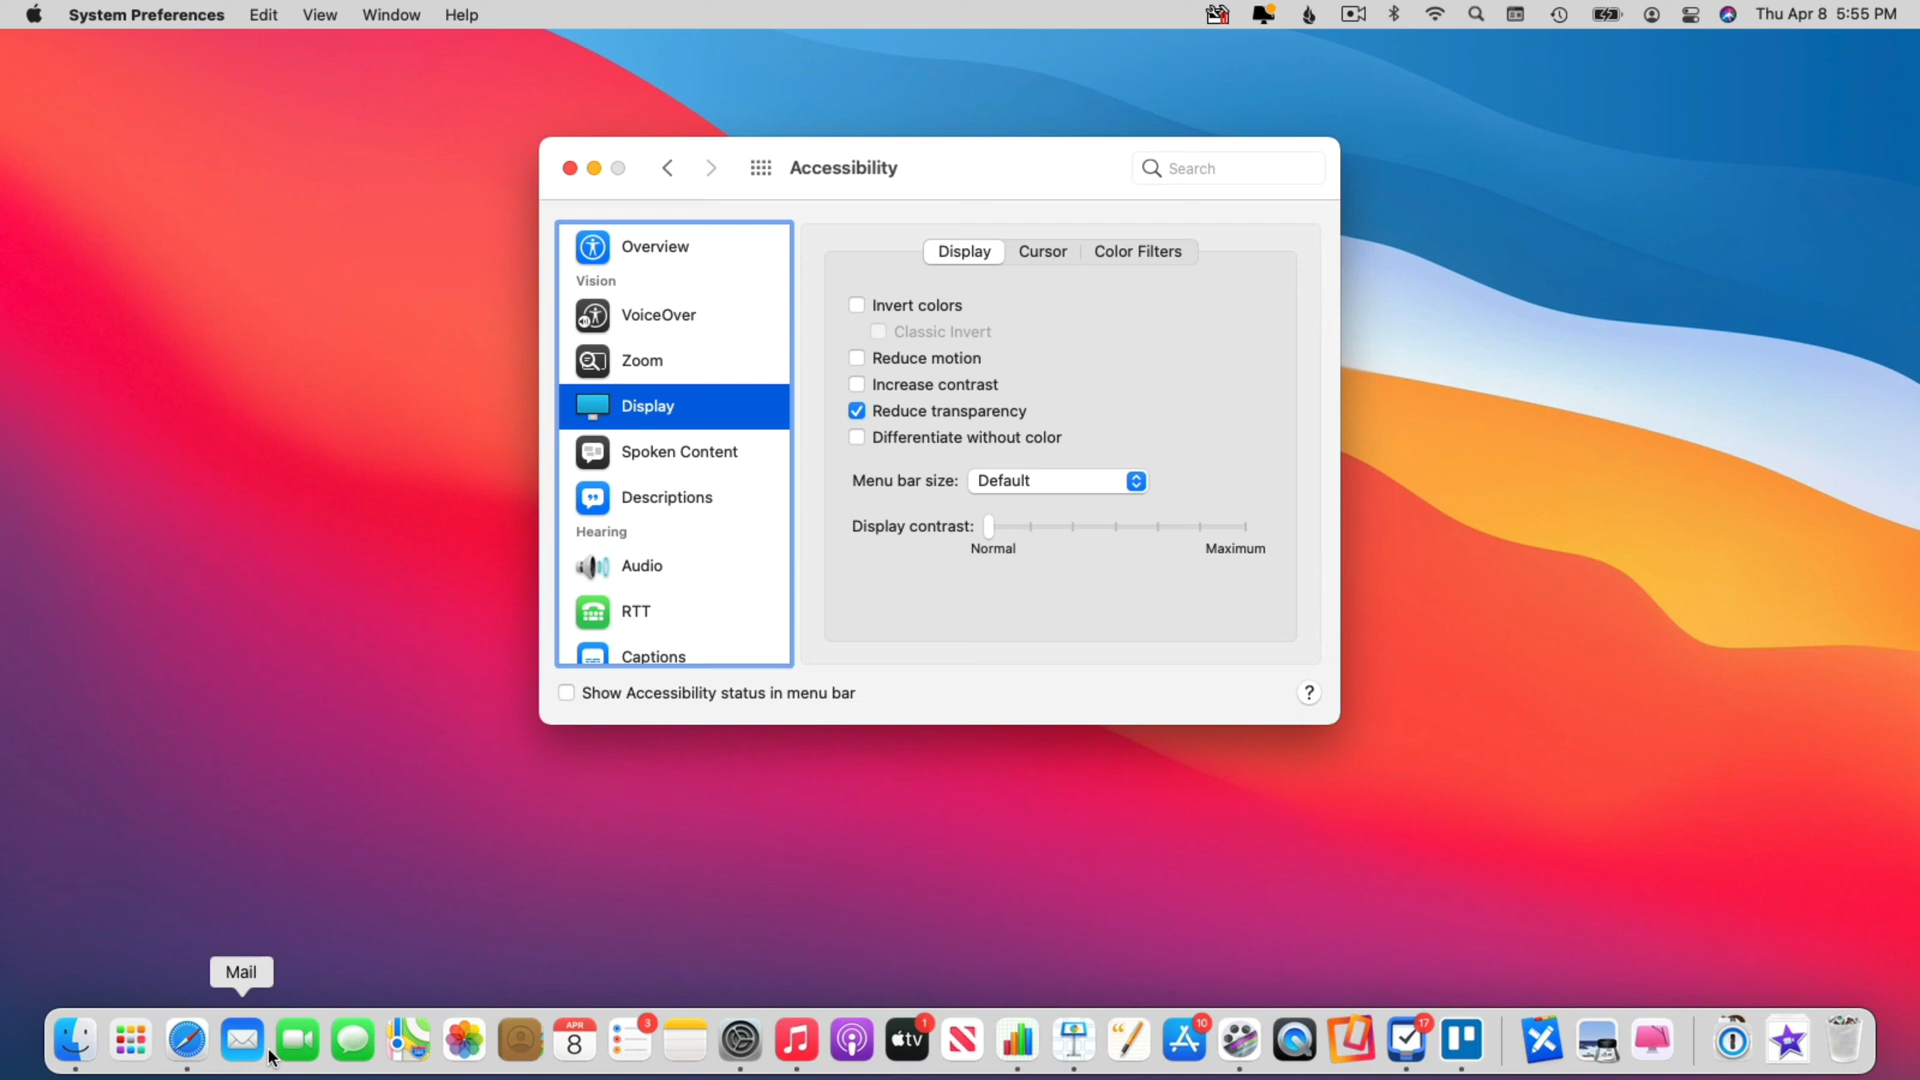 System Preferences Edit View Window Help Thu Apr 8 5:55 PM
Accessibility Search
Overview
Vision
VoiceOver
Zoom
Display
Spoken Content
Descriptions
Hearing
Audio
RTT
Captions
Display Cursor Color Filters
Invert colors
Classic Invert
Reduce motion
Increase contrast
Reduce transparency
Differentiate without color
Menu bar size: Default
Display contrast:
Normal Maximum
Show Accessibility status in menu bar ?
Mail
APR
8
3
tv
1
10
17